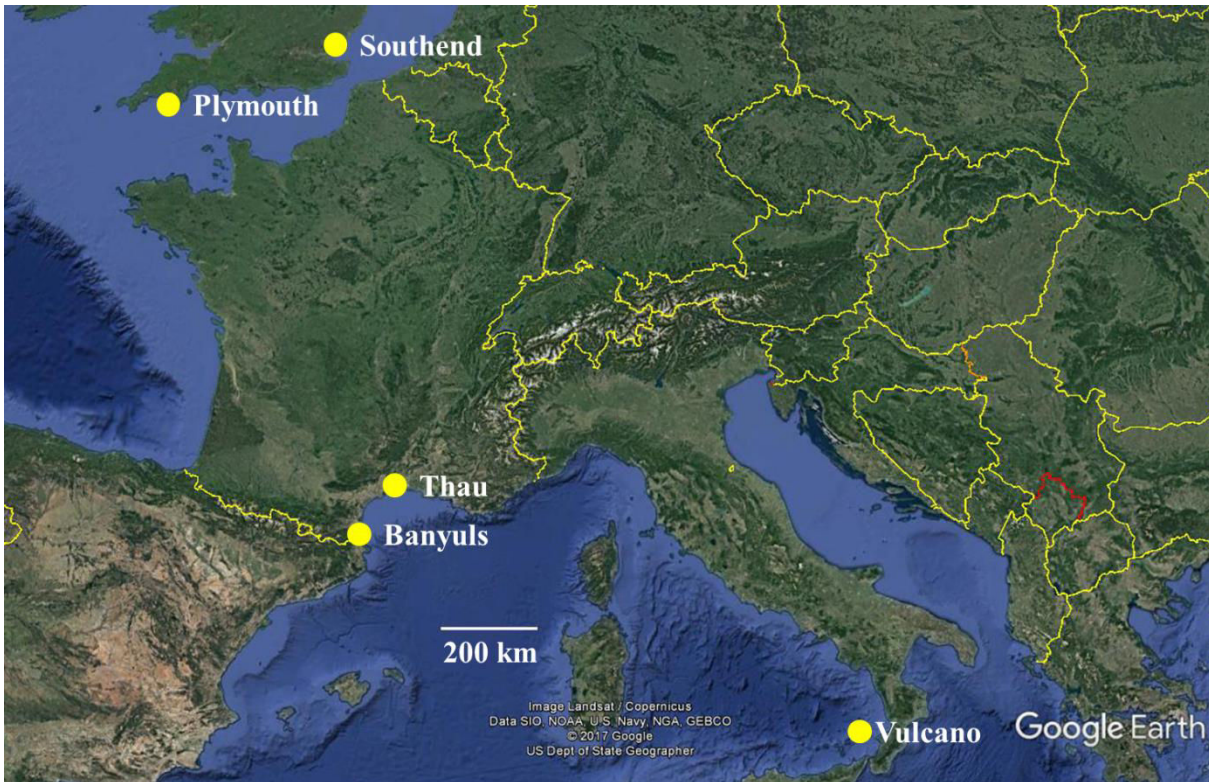 Southend
Plymouth
Thau
Banyuls
200 km
Image Landsat / Copernicus
Data SIO, NOAA, U.S. Navy, NGA, GEBCO
© 2017 Google
US Dept of State Geographer
Vulcano
Google Earth